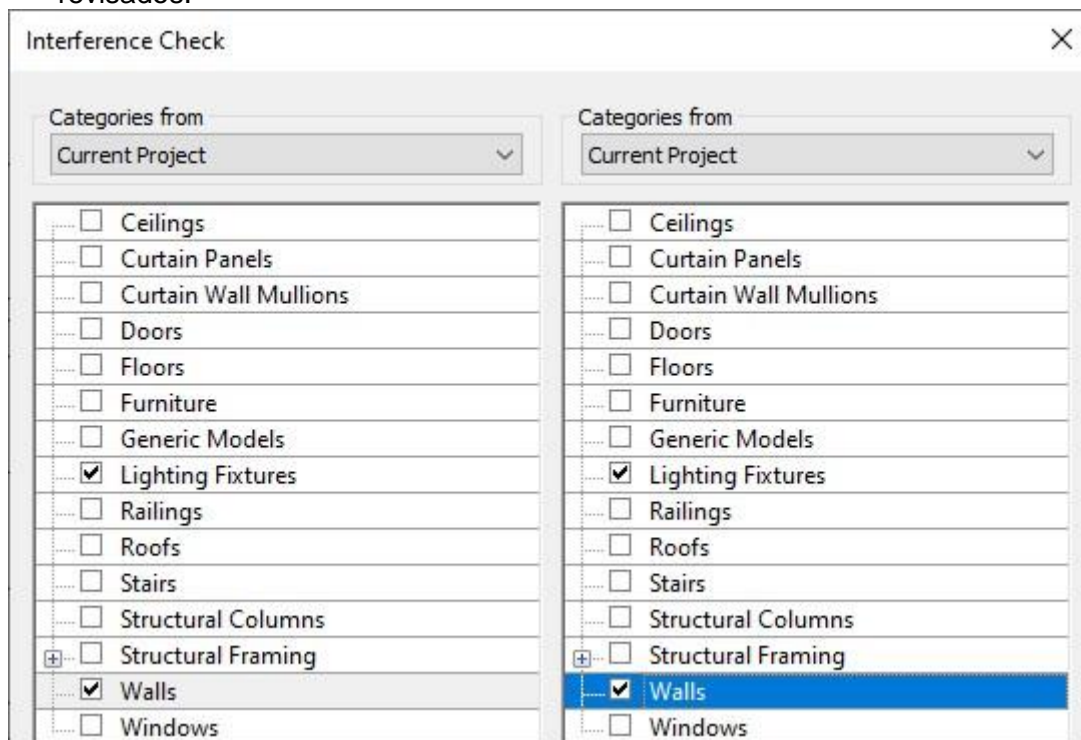 revisados.
Interference Check
Categories from Categories from
Current Project Current Project
Ceilings Ceilings
Curtain Panels Curtain Panels
Curtain Wall Mullions Curtain Wall Mullions
Doors Doors
Floors Floors
Furniture Furniture
Generic Models Generic Models
Lighting Fixtures Lighting Fixtures
Railings Railings
Roofs Roofs
Stairs Stairs
Structural Columns Structural Columns
Structural Framing Structural Framing
Walls Walls
Windows Windows